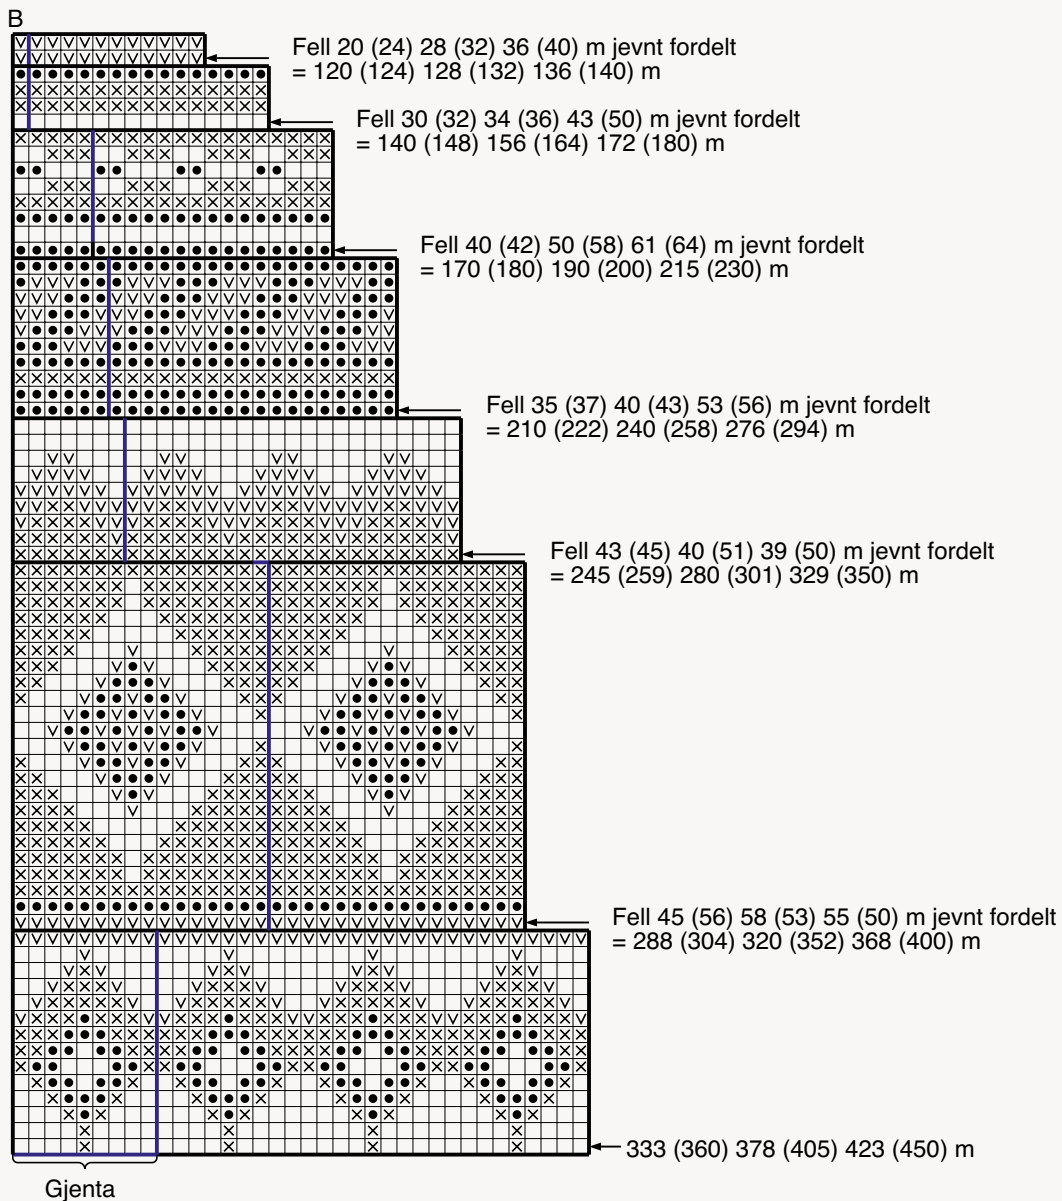 B
Fell 20 (24) 28 (32) 36 (40) m jevnt fordelt
= 120 (124) 128 (132) 136 (140) m
Fell 30 (32) 34 (36) 43 (50) m jevnt fordelt
= 140 (148) 156 (164) 172 (180) m
Fell 40 (42) 50 (58) 61 (64) m jevnt fordelt
= 170 (180) 190 (200) 215 (230) m
Fell 35 (37) 40 (43) 53 (56) m jevnt fordelt
= 210 (222) 240 (258) 276 (294) m
Fell 43 (45) 40 (51) 39 (50) m jevnt fordelt
= 245 (259) 280 (301) 329 (350) m
Fell 45 (56) 58 (53) 55 (50) m jevnt fordelt
= 288 (304) 320 (352) 368 (400) m
333 (360) 378 (405) 423 (450) m
Gjenta